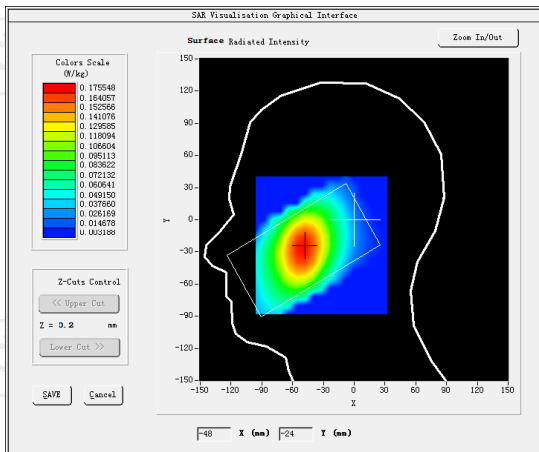 SAR Visualisation Graphical Interface
Surface Radiated Intensity
Zoom In/Out
Colors Scale
(W/kg)
0.175548
0.164057
0.152566
0.141076
0.129585
0.118094
0.106604
0.095113
0.083622
0.072132
0.060641
0.049150
0.037660
0.026169
0.014678
0.003188
Z-Cuts Control
<< Upper Cut
Z = 0.2 mm
Lower Cut >>
SAVE
Cancel
150
120
90
60
30
0
-30
-60
-90
-120
-150
Y
-150 -120 -90 -60 -30 0 30 60 90 120 150
X
-48 X (mm) -24 Y (mm)